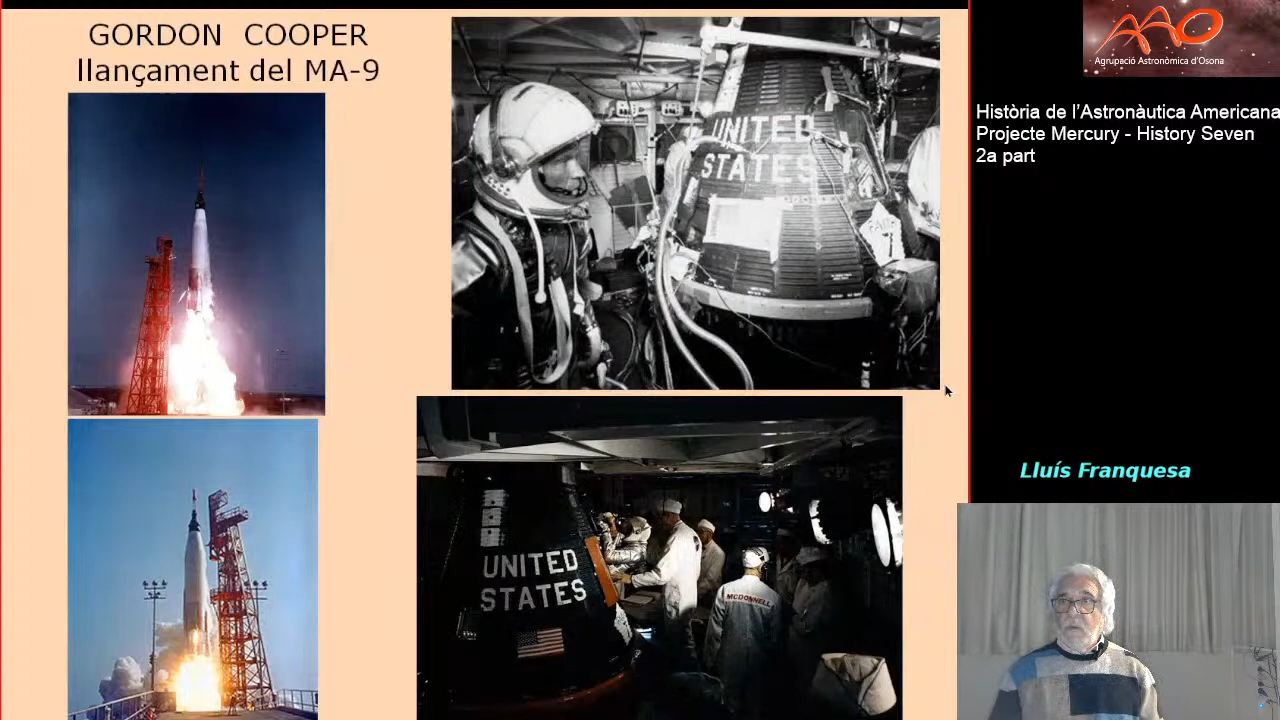 GORDON COOPER
llançament del MA-9
UNITED
STATES
UNITED
STATES
MCDONNELL
Agrupació Astronòmica d'Osona
Història de l'Astronàutica Americana
Projecte Mercury - History Seven
2a part
Lluís Franquesa